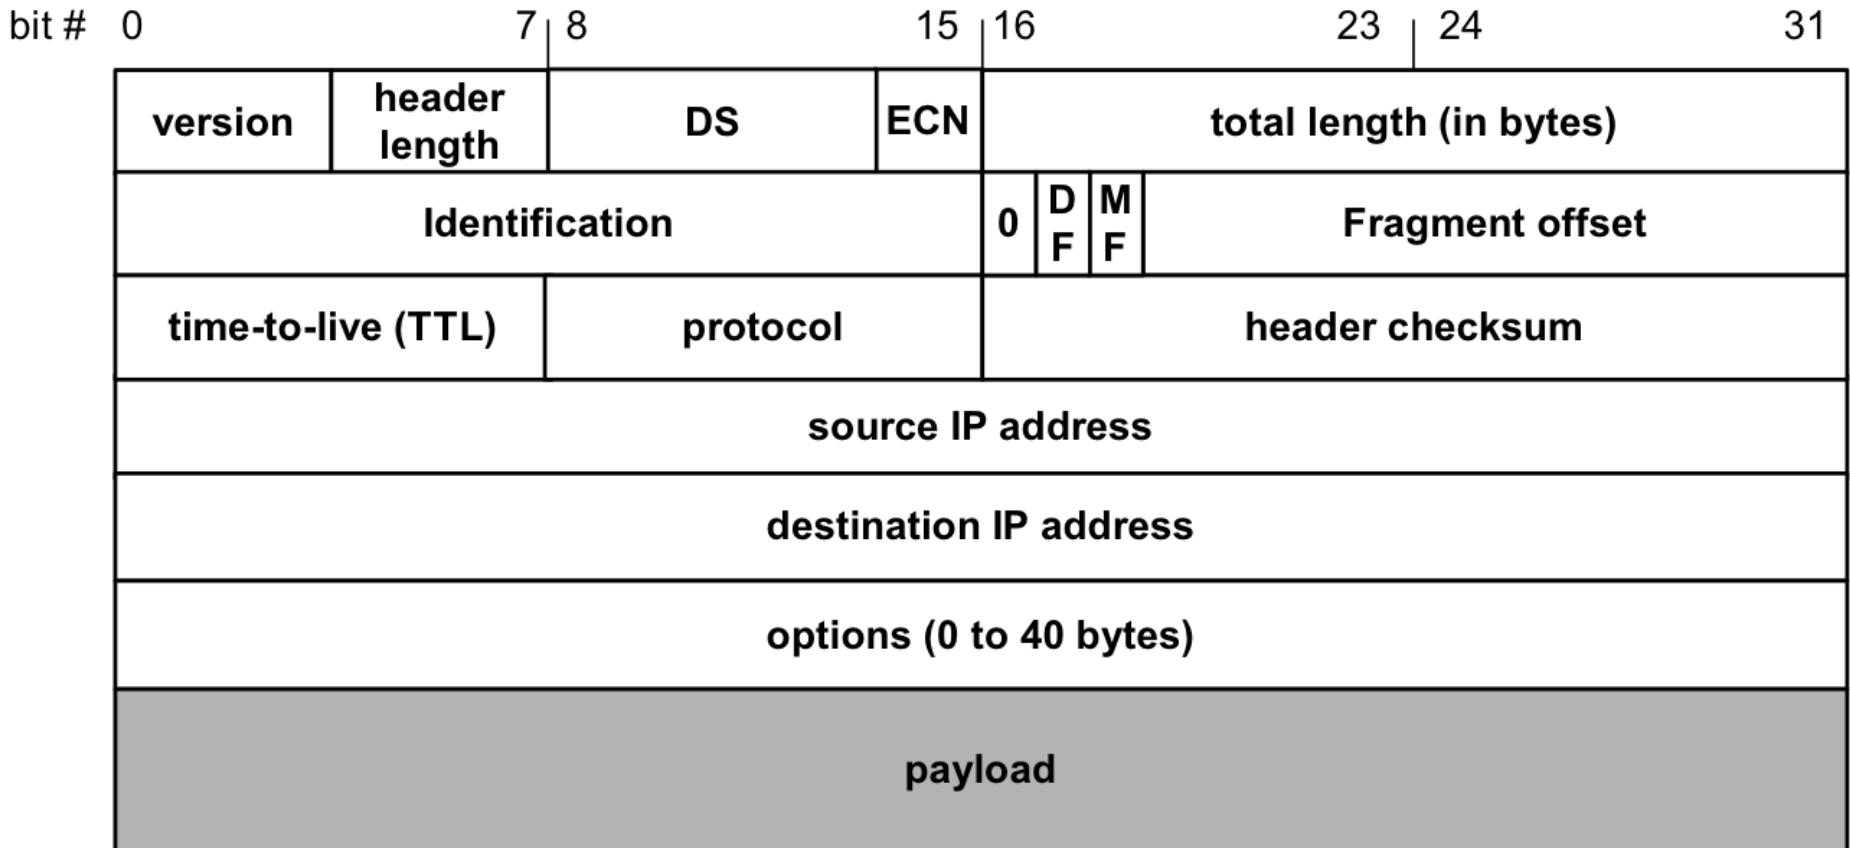 bit # 0 7 8 15 16 23 24 31
version header length DS ECN total length (in bytes)
Identification 0 DF MF Fragment offset
time-to-live (TTL) protocol header checksum
source IP address
destination IP address
options (0 to 40 bytes)
payload